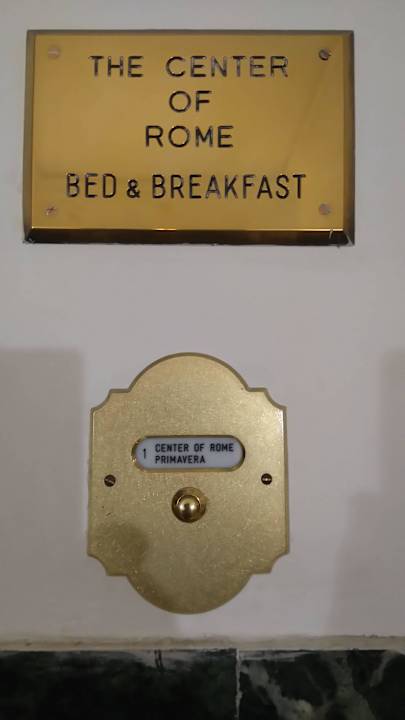 THE CENTER
OF
ROME
BED & BREAKFAST
1 CENTER OF ROME
PRIMAVERA